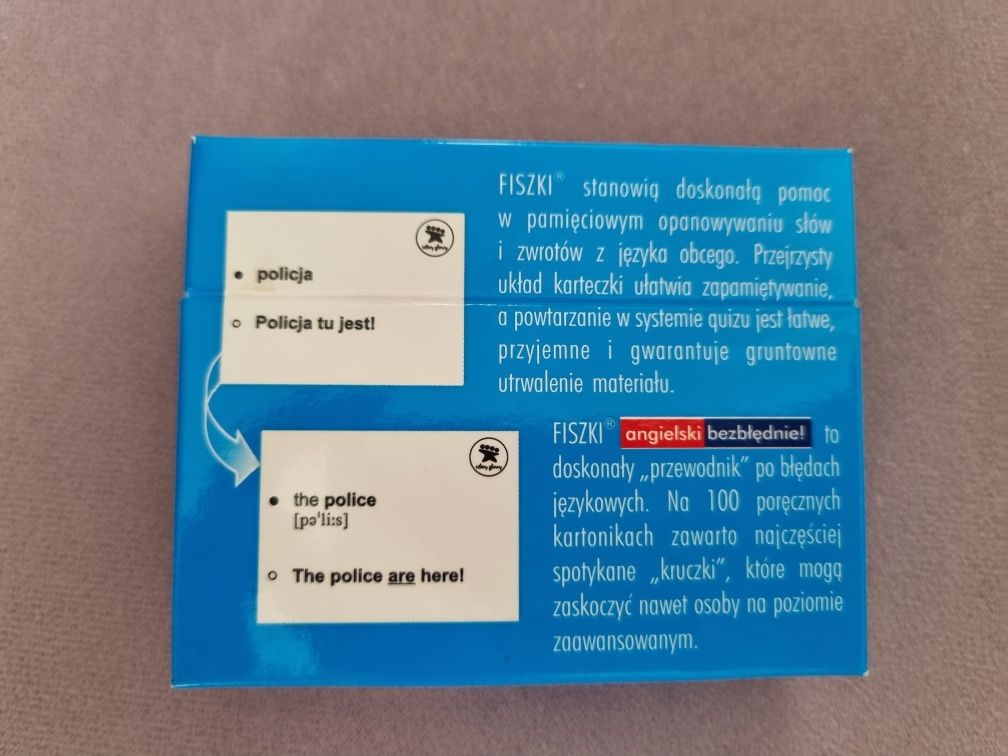 policja
Policja tu jest!
the police
[pə'li:s]
The police are here!
FISZKI® stanowią doskonałą pomoc
w pamięciowym opanowywaniu słów
i zwrotów z języka obcego. Przejrzysty
układ karteczki ułatwia zapamiętywanie,
a powtarzanie w systemie quizu jest łatwe,
przyjemne i gwarantuje gruntowne
utrwalenie materiału.
FISZKI® angielski bezbłędnie! to
doskonały „przewodnik” po błędach
językowych. Na 100 poręcznych
kartonikach zawarto najczęściej
spotykane „kruczki”, które mogą
zaskoczyć nawet osoby na poziomie
zaawansowanym.